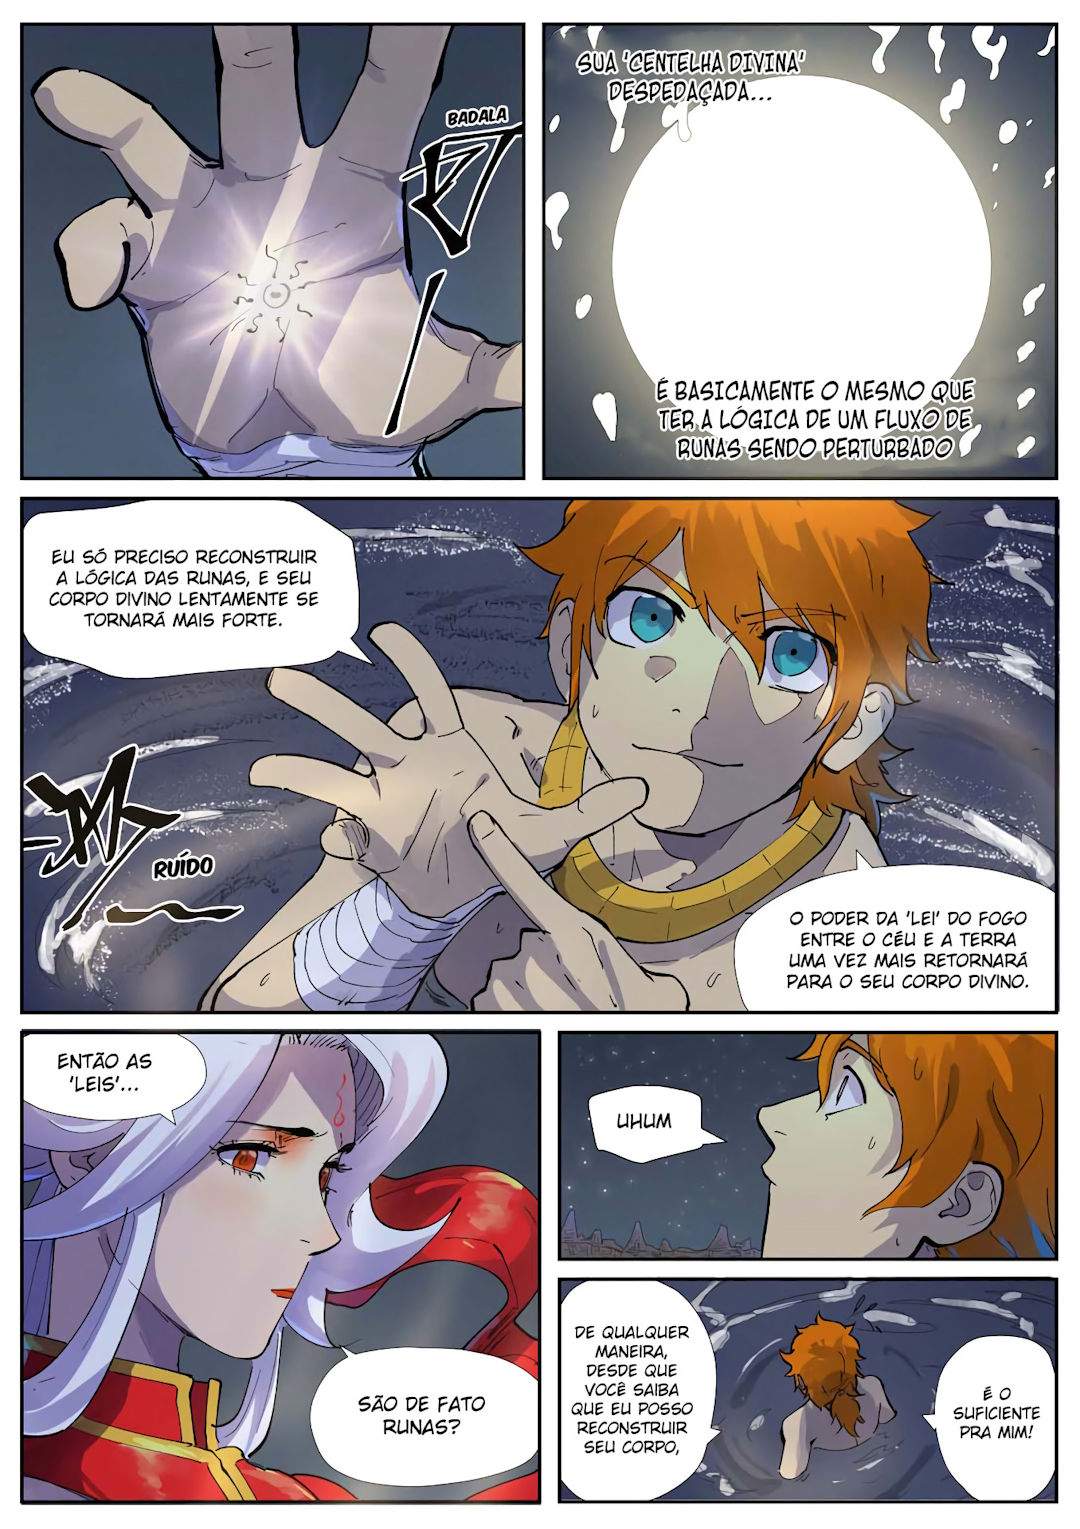 BADALA
SUA 'CENTELHA DIVINA'
DESPEDAÇADA...
É BASICAMENTE O MESMO QUE
TER A LÓGICA DE UM FLUXO DE
RUNAS SENDO PERTURBADO
EU SÓ PRECISO RECONSTRUIR
A LÓGICA DAS RUNAS, E SEU
CORPO DIVINO LENTAMENTE SE
TORNARÁ MAIS FORTE.
RUÍDO
O PODER DA 'LEI' DO FOGO
ENTRE O CÉU E A TERRA
UMA VEZ MAIS RETORNARÁ
PARA O SEU CORPO DIVINO.
ENTÃO AS
'LEIS'...
SÃO DE FATO
RUNAS?
UHUM
DE QUALQUER
MANEIRA,
DESDE QUE
VOCÊ SAIBA
QUE EU POSSO
RECONSTRUIR
SEU CORPO,
É O
SUFICIENTE
PRA MIM!